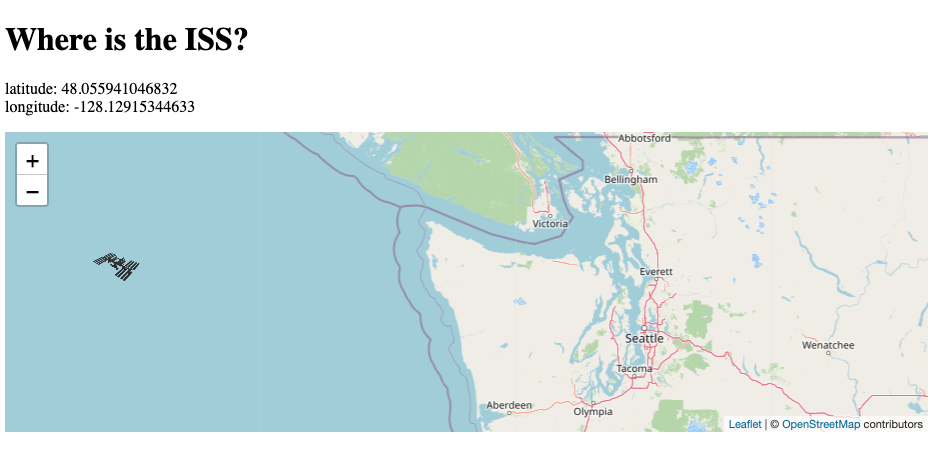 Where is the ISS?
latitude: 48.055941046832
longitude: -128.12915344633
+
−
Abbotsford
Bellingham
Victoria
Everett
Seattle
Wenatchee
Tacoma
Aberdeen
Olympia
Leaflet | © OpenStreetMap contributors